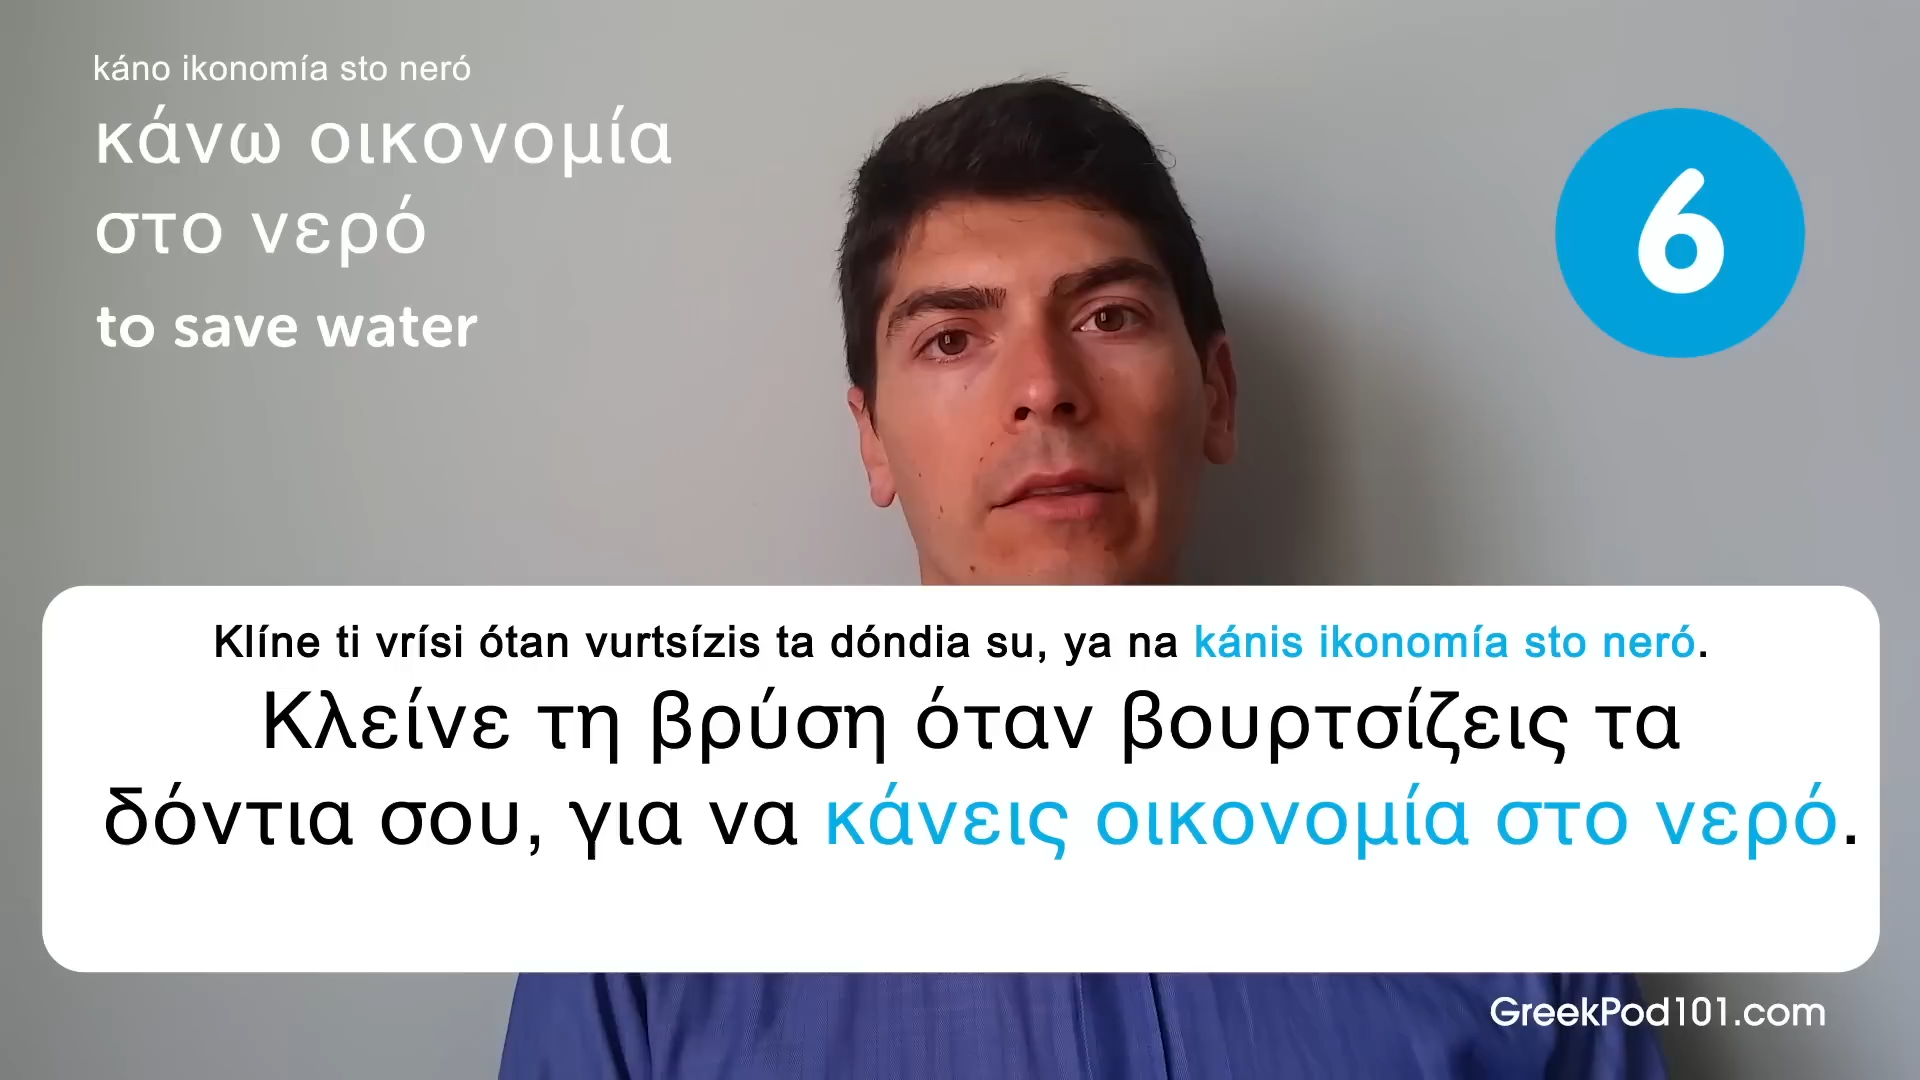 káno ikonomía sto neró
κάνω οικονομία
στο νερό
to save water
6
Klíne ti vrísi ótan vurtsízis ta dóndia su, ya na kánis ikonomía sto neró.
Κλείνε τη βρύση όταν βουρτσίζεις τα
δόντια σου, για να κάνεις οικονομία στο νερό.
GreekPod101.com